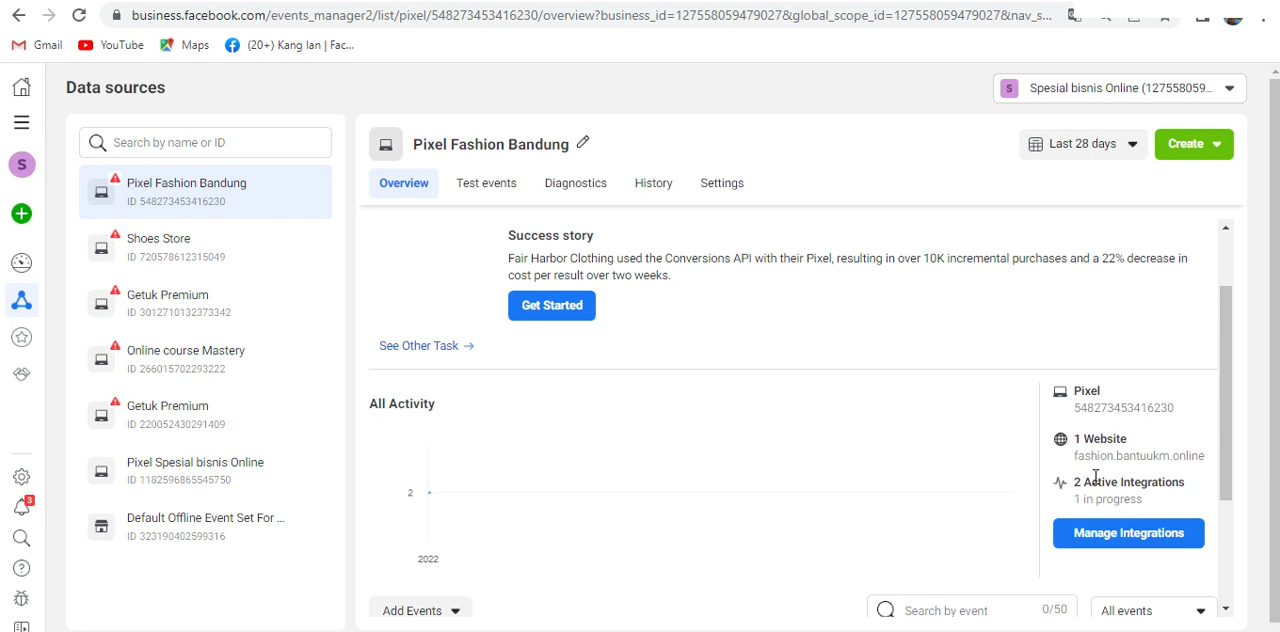 business.facebook.com/events_manager2/list/pixel/548273453416230/overview?business_id=127558059479027&global_scope_id=127558059479027&nav_s...
Gmail
YouTube
Maps
(20+) Kang Ian | Fac...
Data sources
S
Spesial bisnis Online (127558059...
Search by name or ID
Pixel Fashion Bandung
Last 28 days
Create
S
Pixel Fashion Bandung
ID 548273453416230
Overview
Test events
Diagnostics
History
Settings
Shoes Store
ID 720578612315049
Success story
Fair Harbor Clothing used the Conversions API with their Pixel, resulting in over 10K incremental purchases and a 22% decrease in
cost per result over two weeks.
Get Started
Getuk Premium
ID 3012710132373342
See Other Task →
Online course Mastery
ID 266015702293222
All Activity
Pixel
548273453416230
Getuk Premium
ID 220052430291409
1 Website
fashion.bantuukm.online
Pixel Spesial bisnis Online
ID 1182596865545750
2
2 Active Integrations
1 in progress
3
Default Offline Event Set For ...
ID 323190402599316
Manage Integrations
2022
Add Events
Search by event
0/50
All events